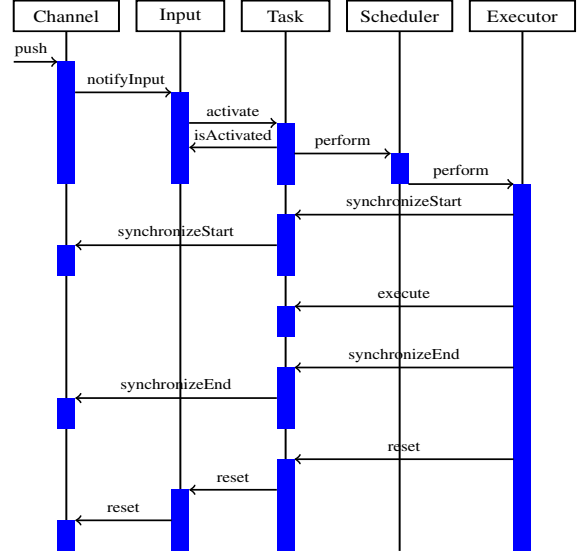 Channel
Input
Task
Scheduler
Executor
push
notifyInput
activate
isActivated
perform
perform
synchronizeStart
synchronizeStart
execute
synchronizeEnd
synchronizeEnd
reset
reset
reset